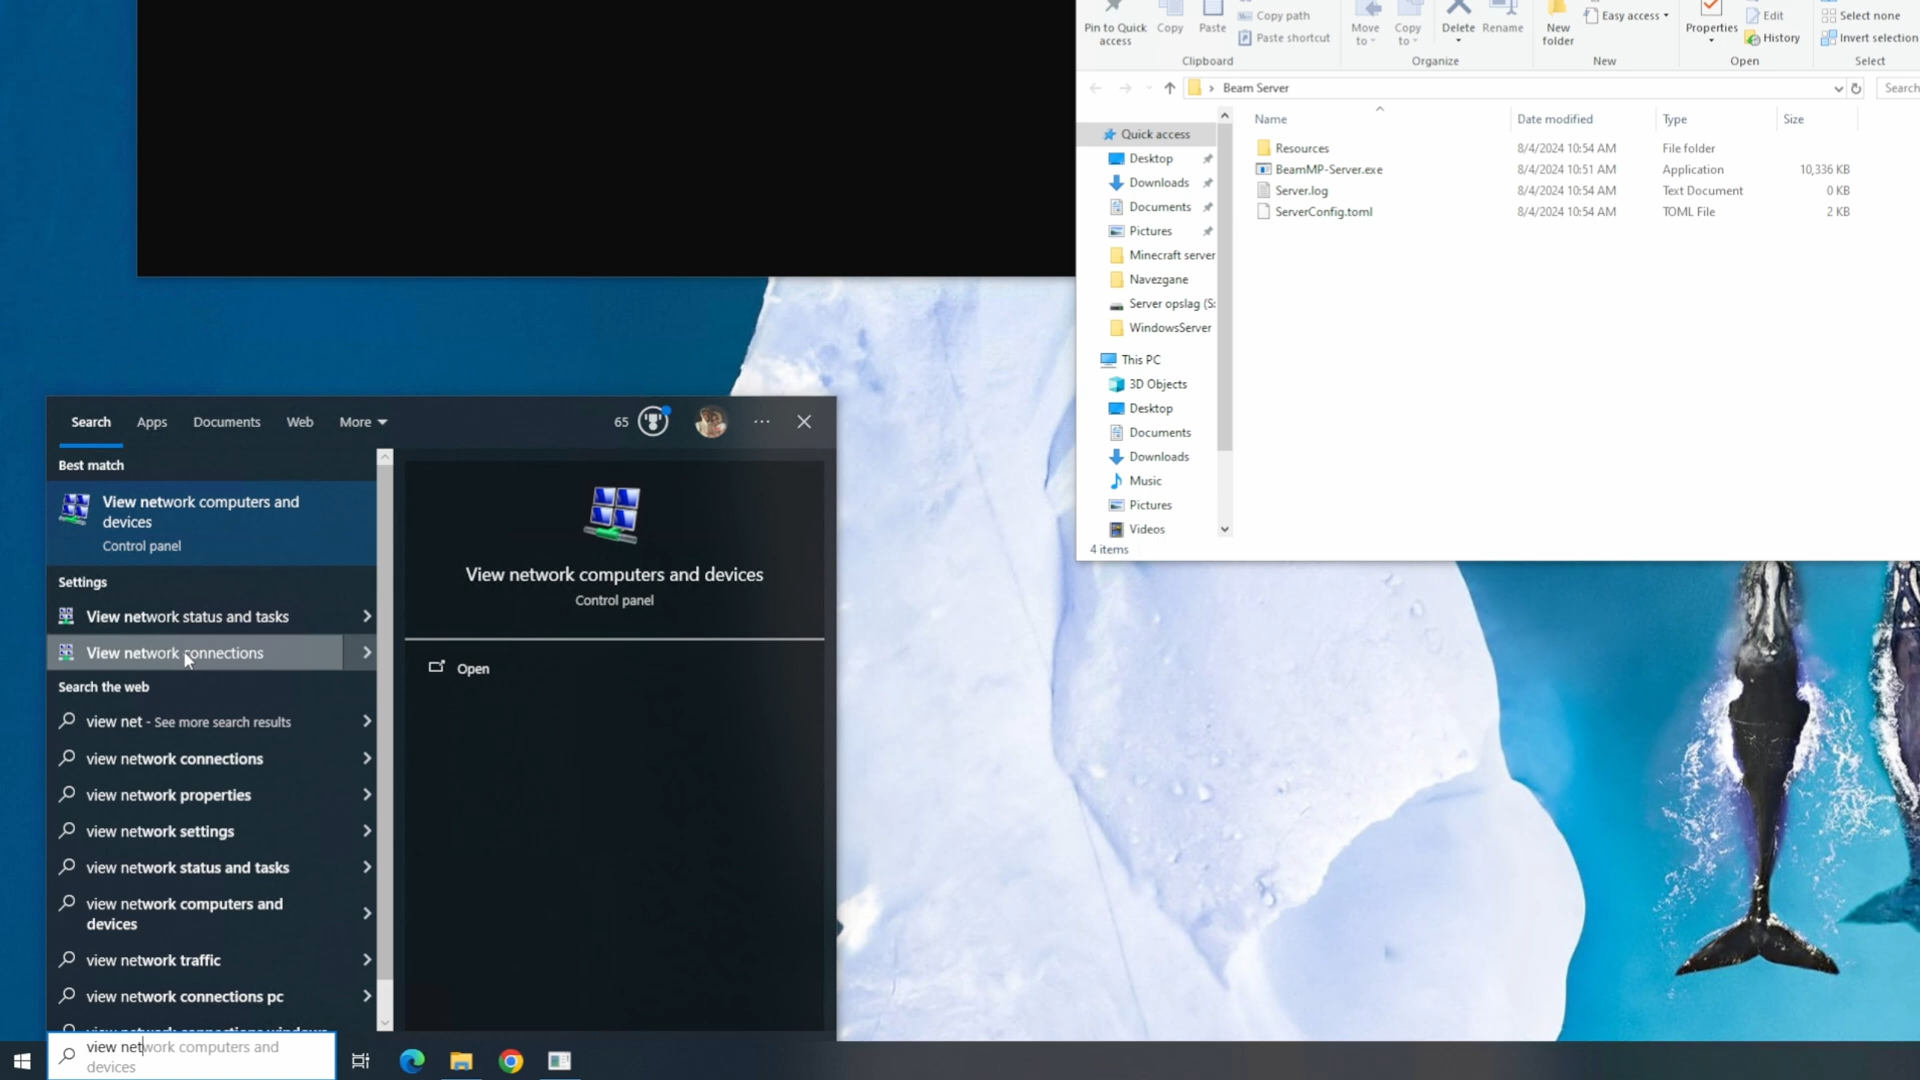 Pin to Quick access
Copy
Paste
Copy path
Paste shortcut
Clipboard
Move to
Copy to
Delete
Rename
Organize
New folder
Easy access
New
Properties
Edit
History
Open
Select none
Invert selection
Select
Beam Server
Search
Name
Date modified
Type
Size
Resources 8/4/2024 10:54 AM File folder
BeamMP-Server.exe 8/4/2024 10:51 AM Application 10,336 KB
Server.log 8/4/2024 10:54 AM Text Document 0 KB
ServerConfig.toml 8/4/2024 10:54 AM TOML File 2 KB
Quick access
Desktop
Downloads
Documents
Pictures
Minecraft server
Navezgane
Server opslag (S:
WindowsServer
This PC
3D Objects
Desktop
Documents
Downloads
Music
Pictures
Videos
4 items
Search Apps Documents Web More
65
Best match
View network computers and
devices
Control panel
Settings
View network status and tasks
View network connections
Search the web
view net - See more search results
view network connections
view network properties
view network settings
view network status and tasks
view network computers and
devices
view network traffic
view network connections pc
view network connections windows
View network computers and devices
Control panel
Open
view network computers and
devices